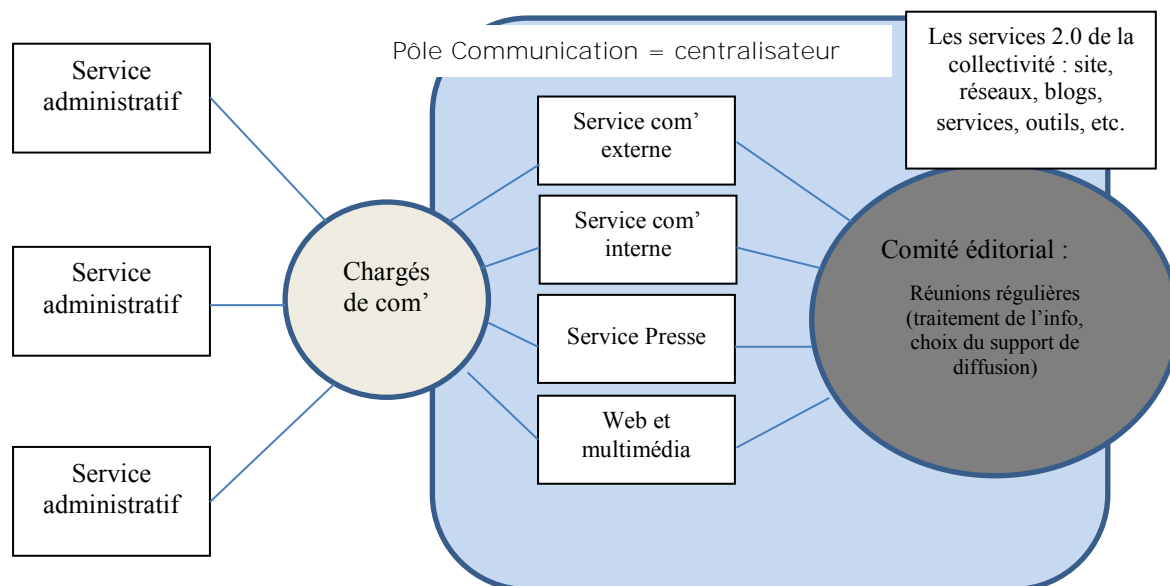 Service
administratif
Service
administratif
Service
administratif
Chargés
de com’
Pôle Communication = centralisateur
Service com’
externe
Service com’
interne
Service Presse
Web et
multimédia
Les services 2.0 de la
collectivité : site,
réseaux, blogs,
services, outils, etc.
Comité éditorial :
Réunions régulières
(traitement de l’info,
choix du support de
diffusion)